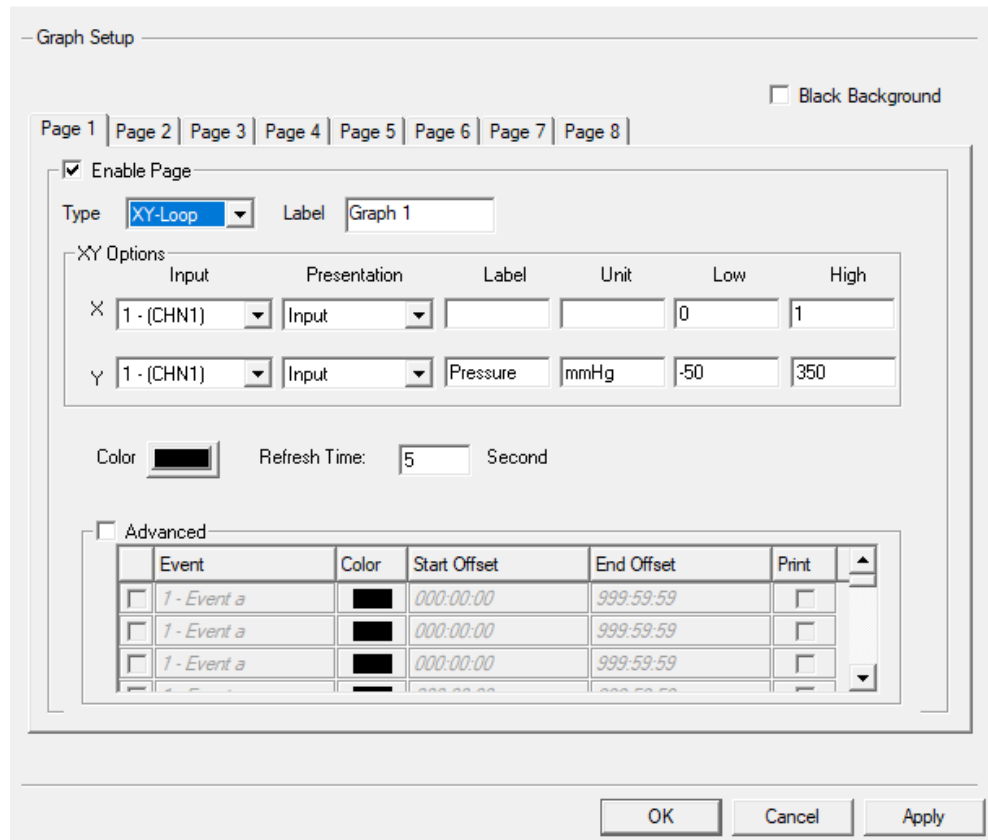 Graph Setup
Black Background
Page 1 Page 2 Page 3 Page 4 Page 5 Page 6 Page 7 Page 8
Enable Page
Type XY-Loop Label Graph 1
XY Options
Input Presentation Label Unit Low High
X 1 - (CHN1) Input 0 1
Y 1 - (CHN1) Input Pressure mmHg -50 350
Color Refresh Time: 5 Second
Advanced
Event Color Start Offset End Offset Print
1 - Event a 000:00:00 999:59:59
1 - Event a 000:00:00 999:59:59
1 - Event a 000:00:00 999:59:59
OK Cancel Apply